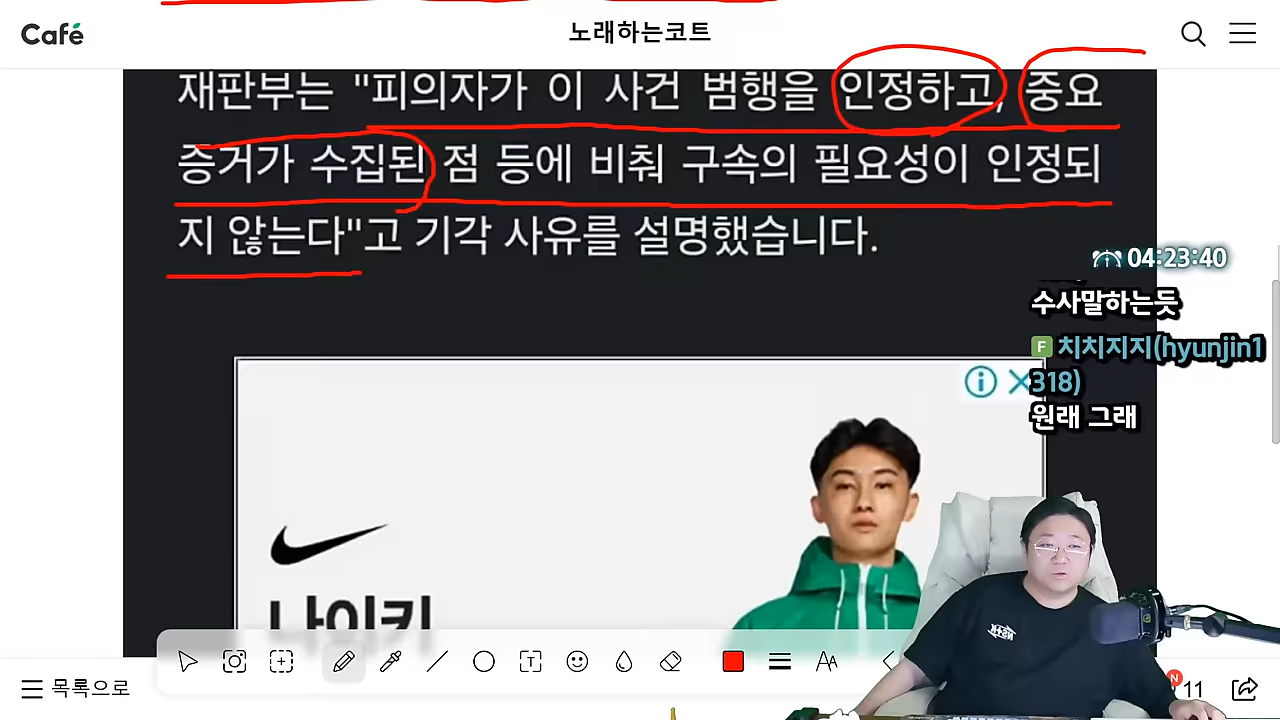 Café
노래하는코트
재판부는 "피의자가 이 사건 범행을 인정하고, 중요
증거가 수집된 점 등에 비춰 구속의 필요성이 인정되
지 않는다"고 기각 사유를 설명했습니다.
04:23:40
수사말하는듯
F 치치지지(hyunjin1
318)
원래 그래
나이키
T
AA
목록으로
N
11